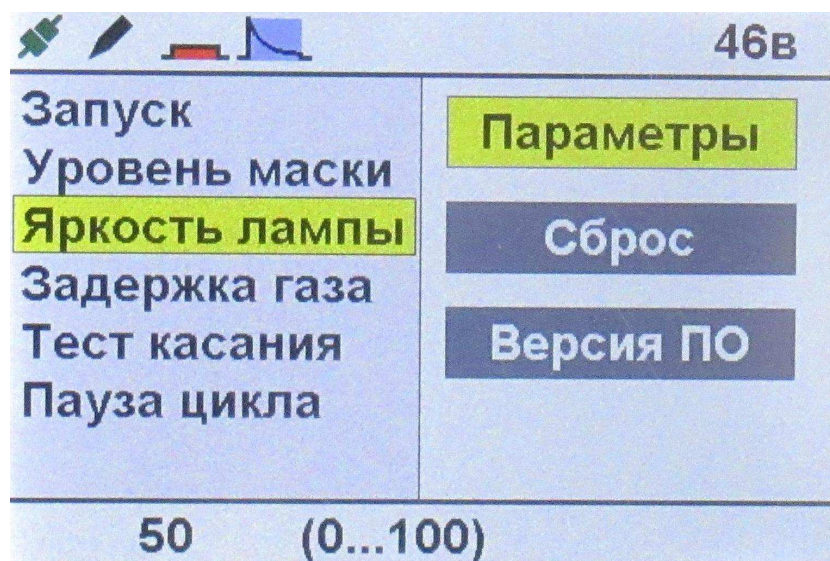 46в
Запуск
Уровень маски
Яркость лампы
Задержка газа
Тест касания
Пауза цикла
Параметры
Сброс
Версия ПО
50 (0...100)